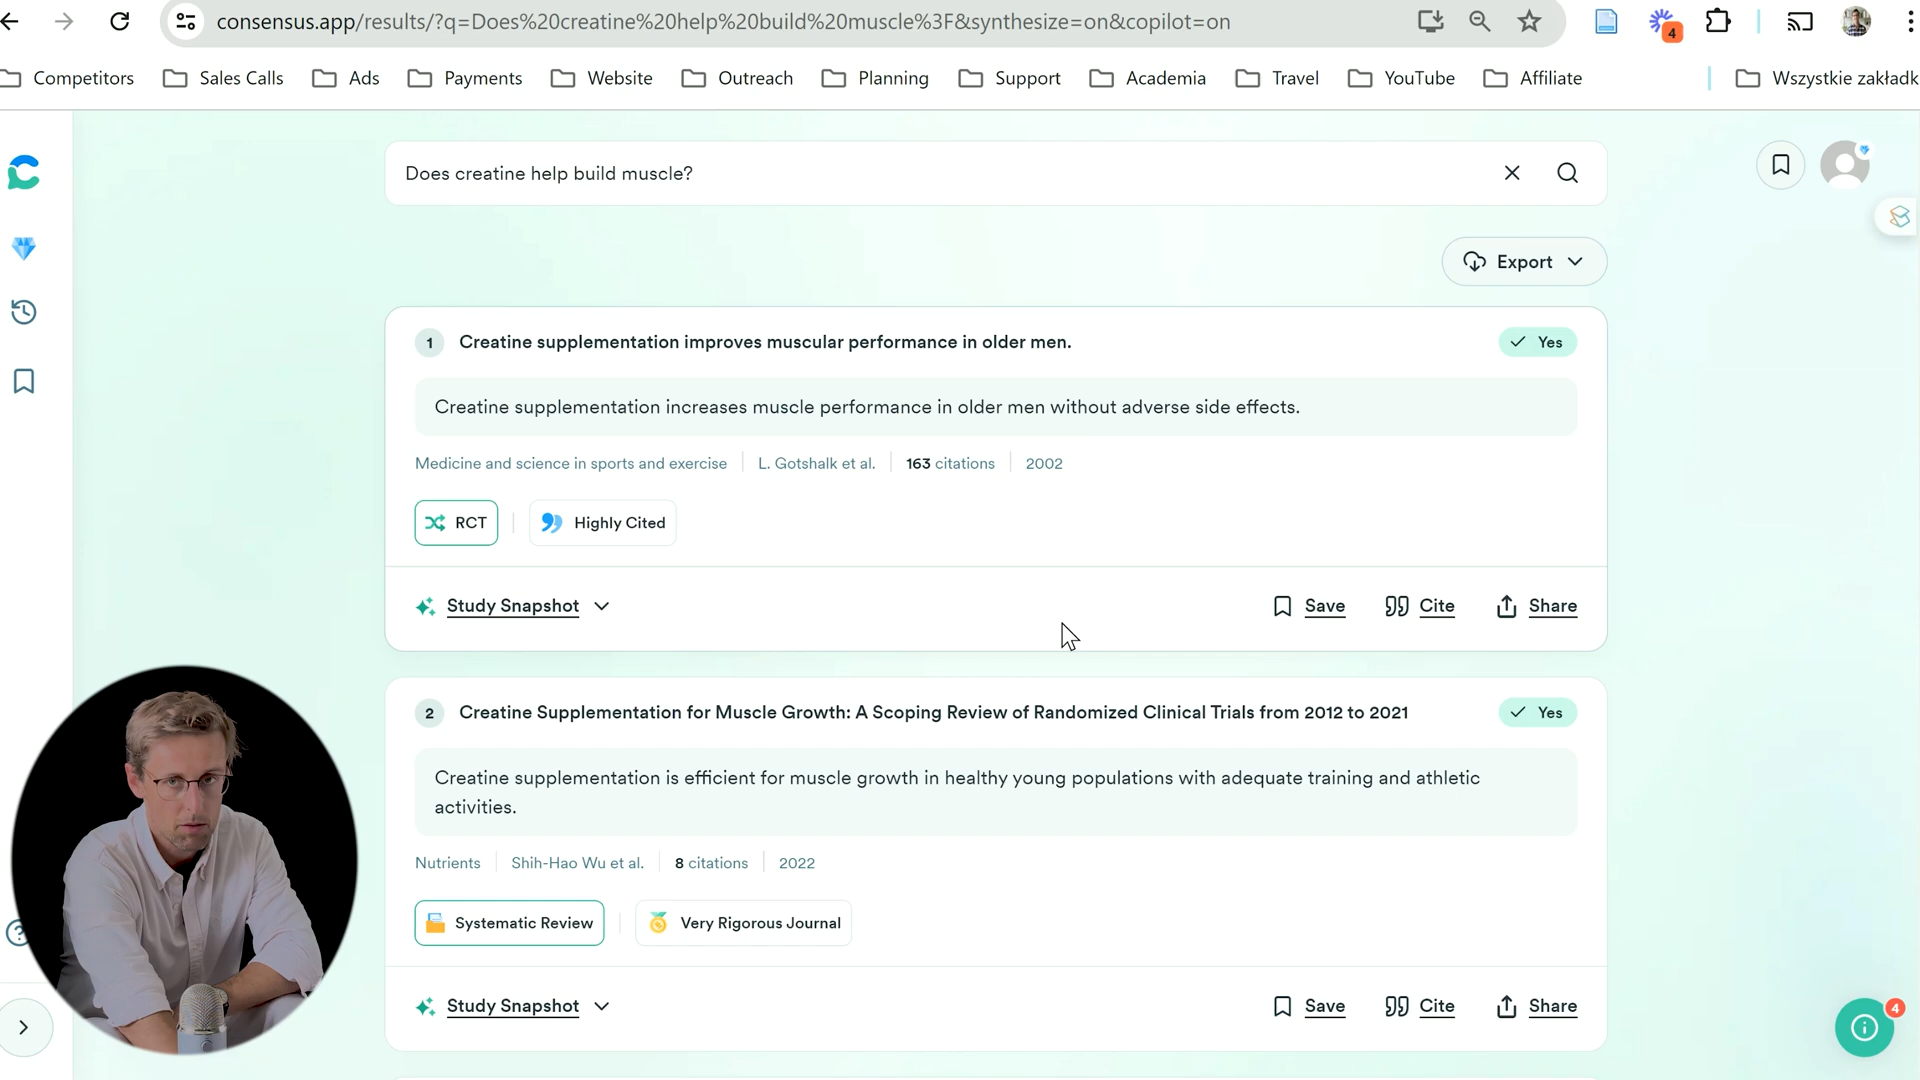 consensus.app/results/?q=Does%20creatine%20help%20build%20muscle%3F&synthesize=on&copilot=on
4
Competitors
Sales Calls
Ads
Payments
Website
Outreach
Planning
Support
Academia
Travel
YouTube
Affiliate
Wszystkie zakładk
Does creatine help build muscle?
Export
1
Creatine supplementation improves muscular performance in older men.
Yes
Creatine supplementation increases muscle performance in older men without adverse side effects.
Medicine and science in sports and exercise
L. Gotshalk et al.
163 citations
2002
RCT
Highly Cited
Study Snapshot
Save
Cite
Share
2
Creatine Supplementation for Muscle Growth: A Scoping Review of Randomized Clinical Trials from 2012 to 2021
Yes
Creatine supplementation is efficient for muscle growth in healthy young populations with adequate training and athletic
activities.
Nutrients
Shih-Hao Wu et al.
8 citations
2022
Systematic Review
Very Rigorous Journal
Study Snapshot
Save
Cite
Share
4